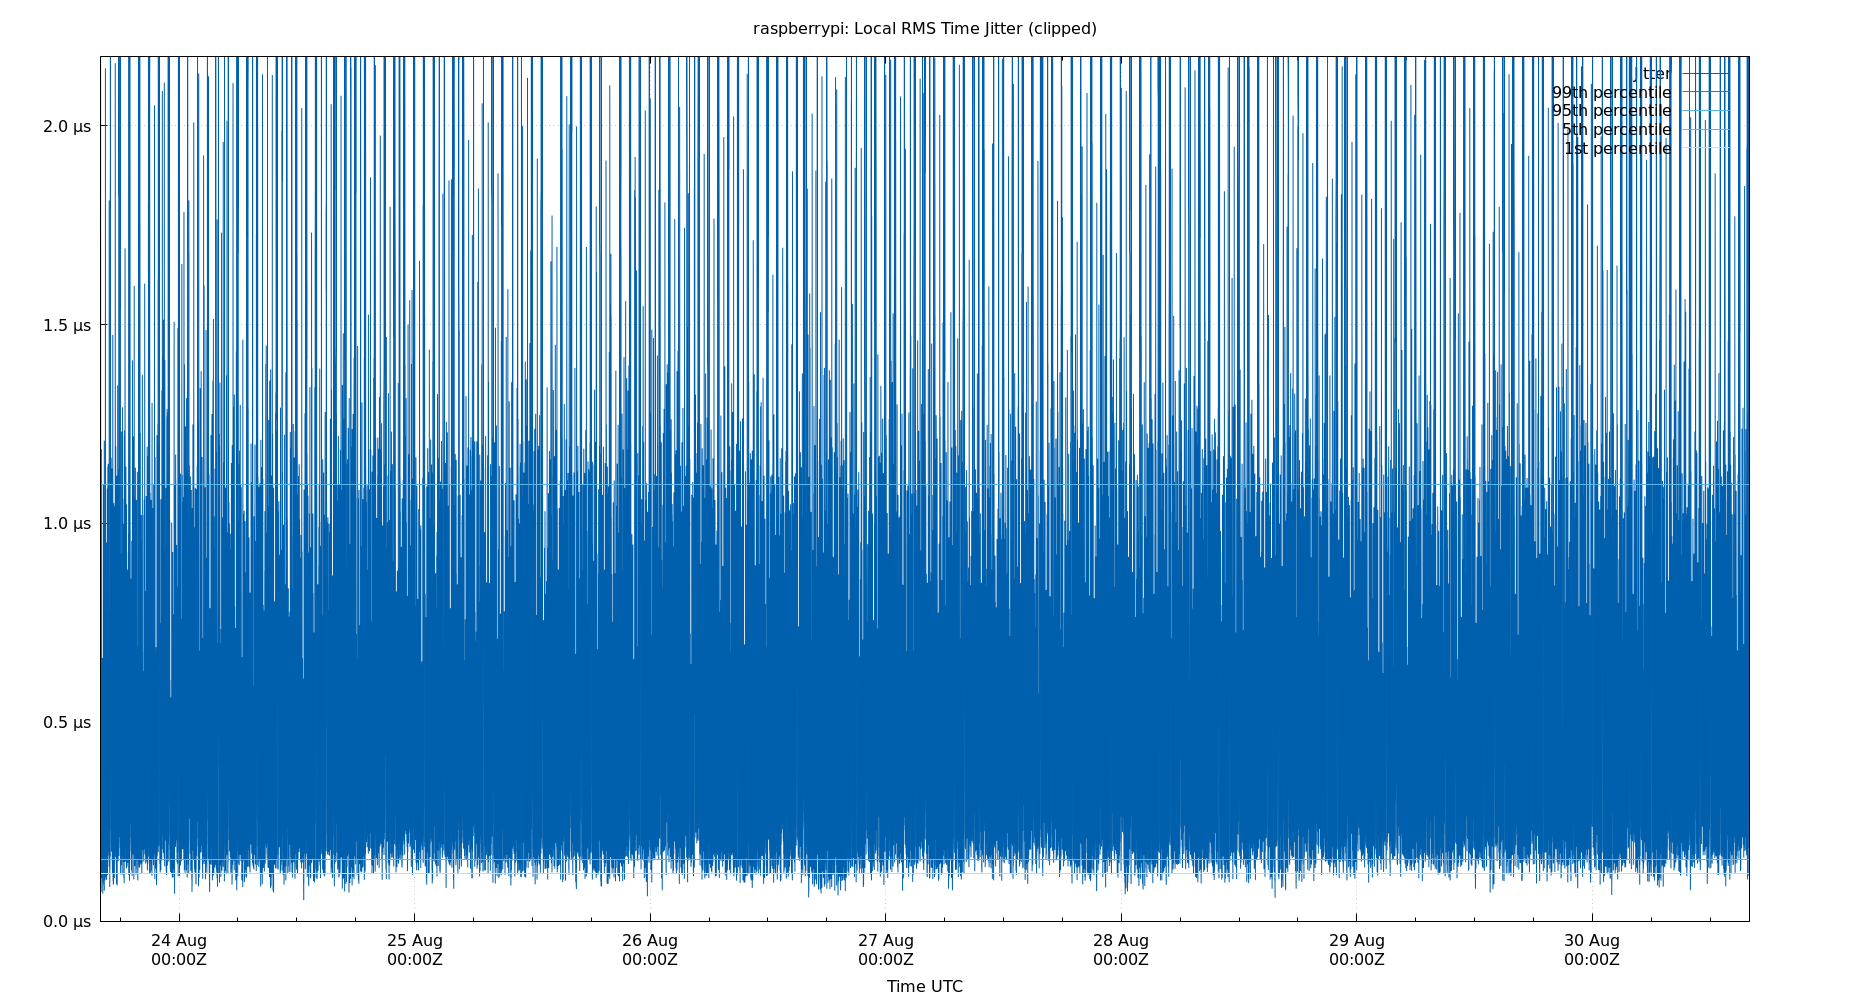 raspberrypi: Local RMS Time Jitter (clipped)
jitter
99th percentile
95th percentile
5th percentile
1st percentile
2.0 µs
1.5 µs
1.0 µs
0.5 µs
0.0 µs
24 Aug 25 Aug 26 Aug 27 Aug 28 Aug 29 Aug 30 Aug
00:00Z 00:00Z 00:00Z 00:00Z 00:00Z 00:00Z 00:00Z
Time UTC